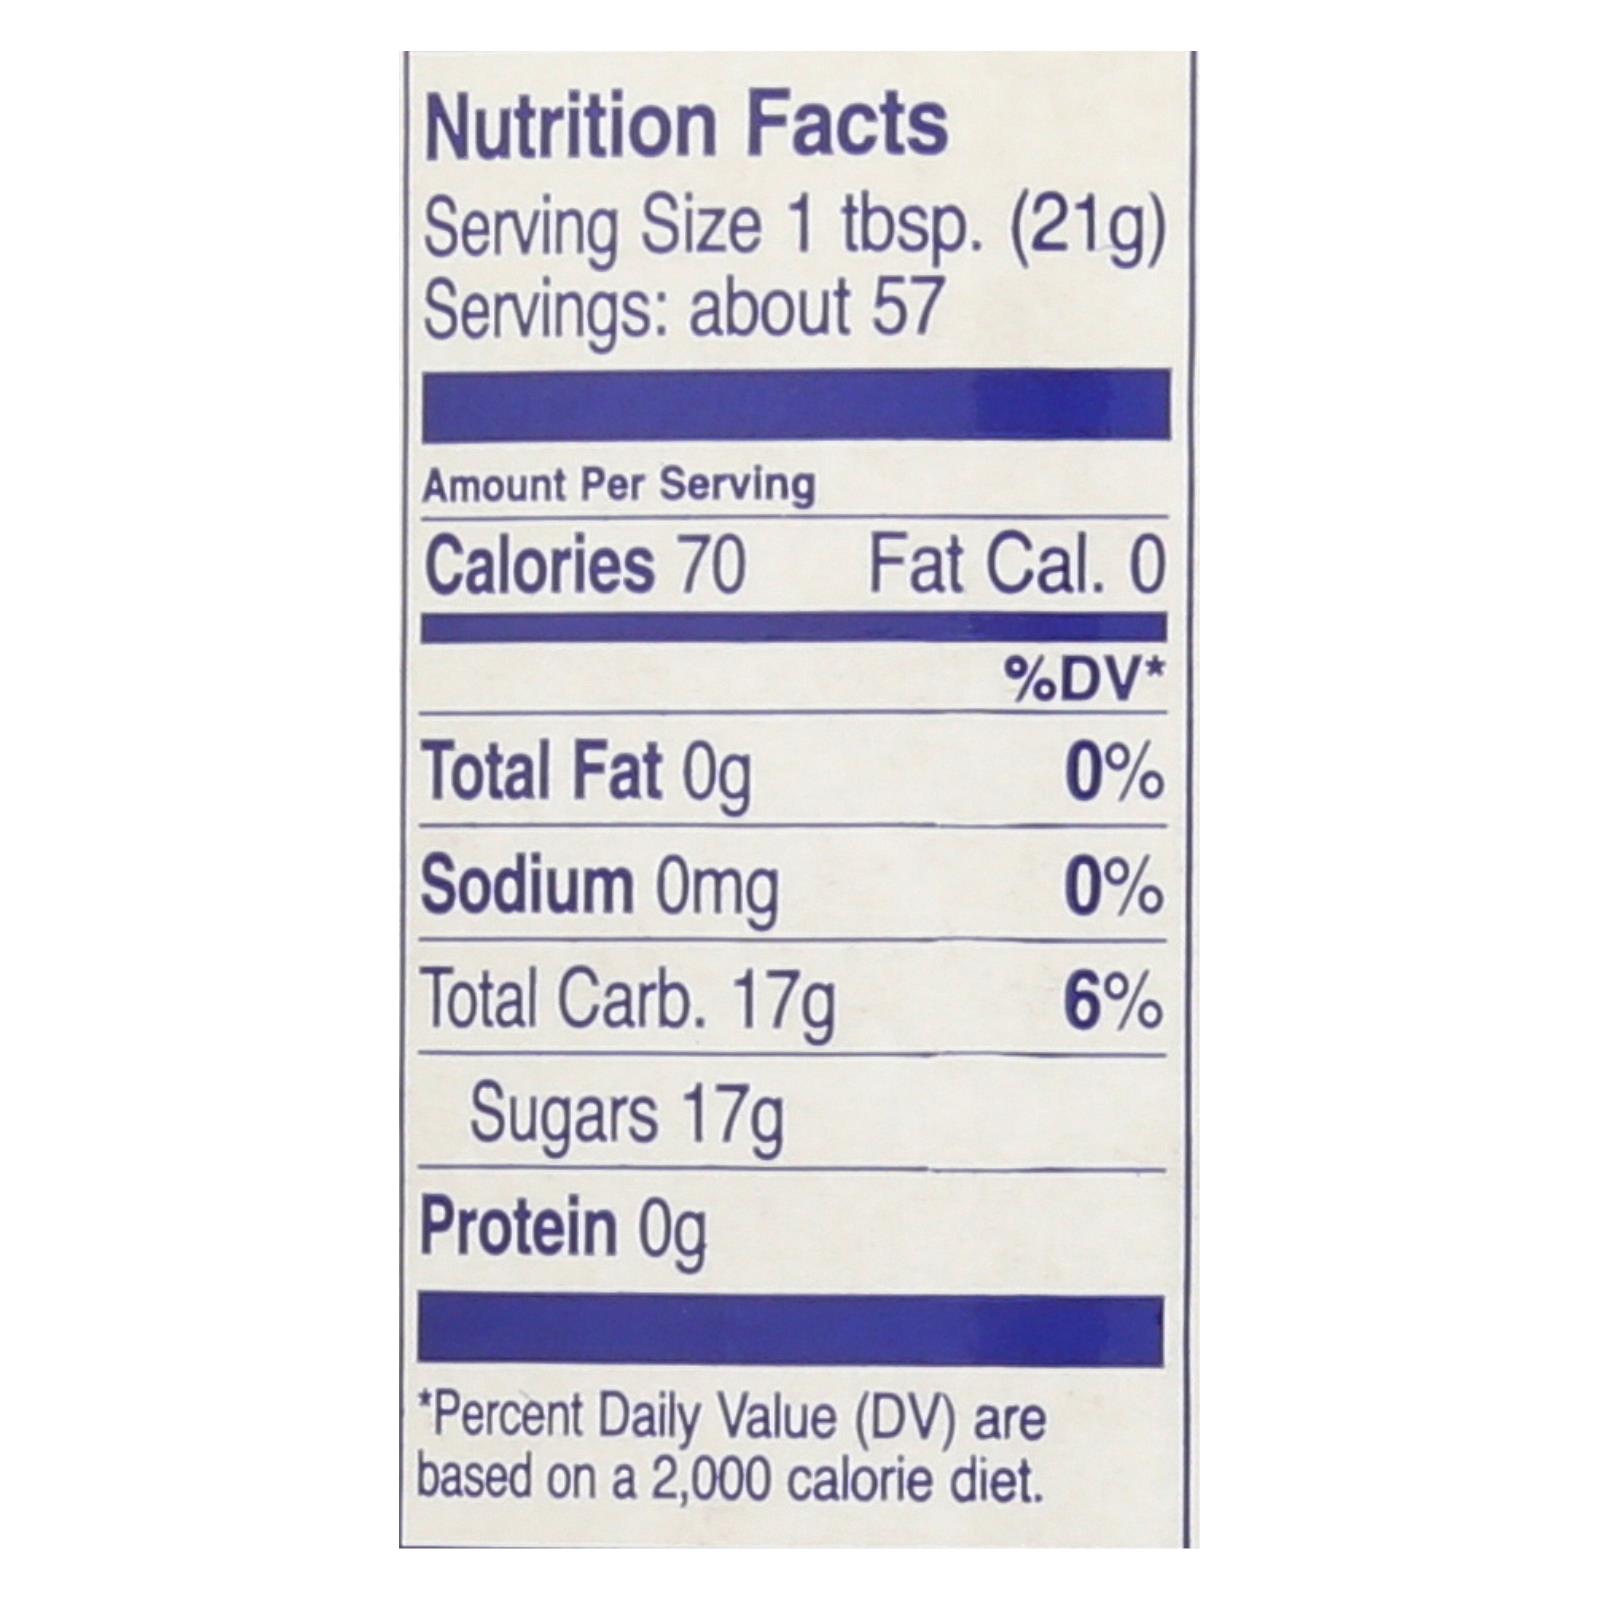 Nutrition Facts
Serving Size 1 tbsp. (21g)
Servings: about 57
Amount Per Serving
Calories 70 Fat Cal. 0
%DV*
Total Fat 0g 0%
Sodium 0mg 0%
Total Carb. 17g 6%
Sugars 17g
Protein 0g
*Percent Daily Value (DV) are
based on a 2,000 calorie diet.